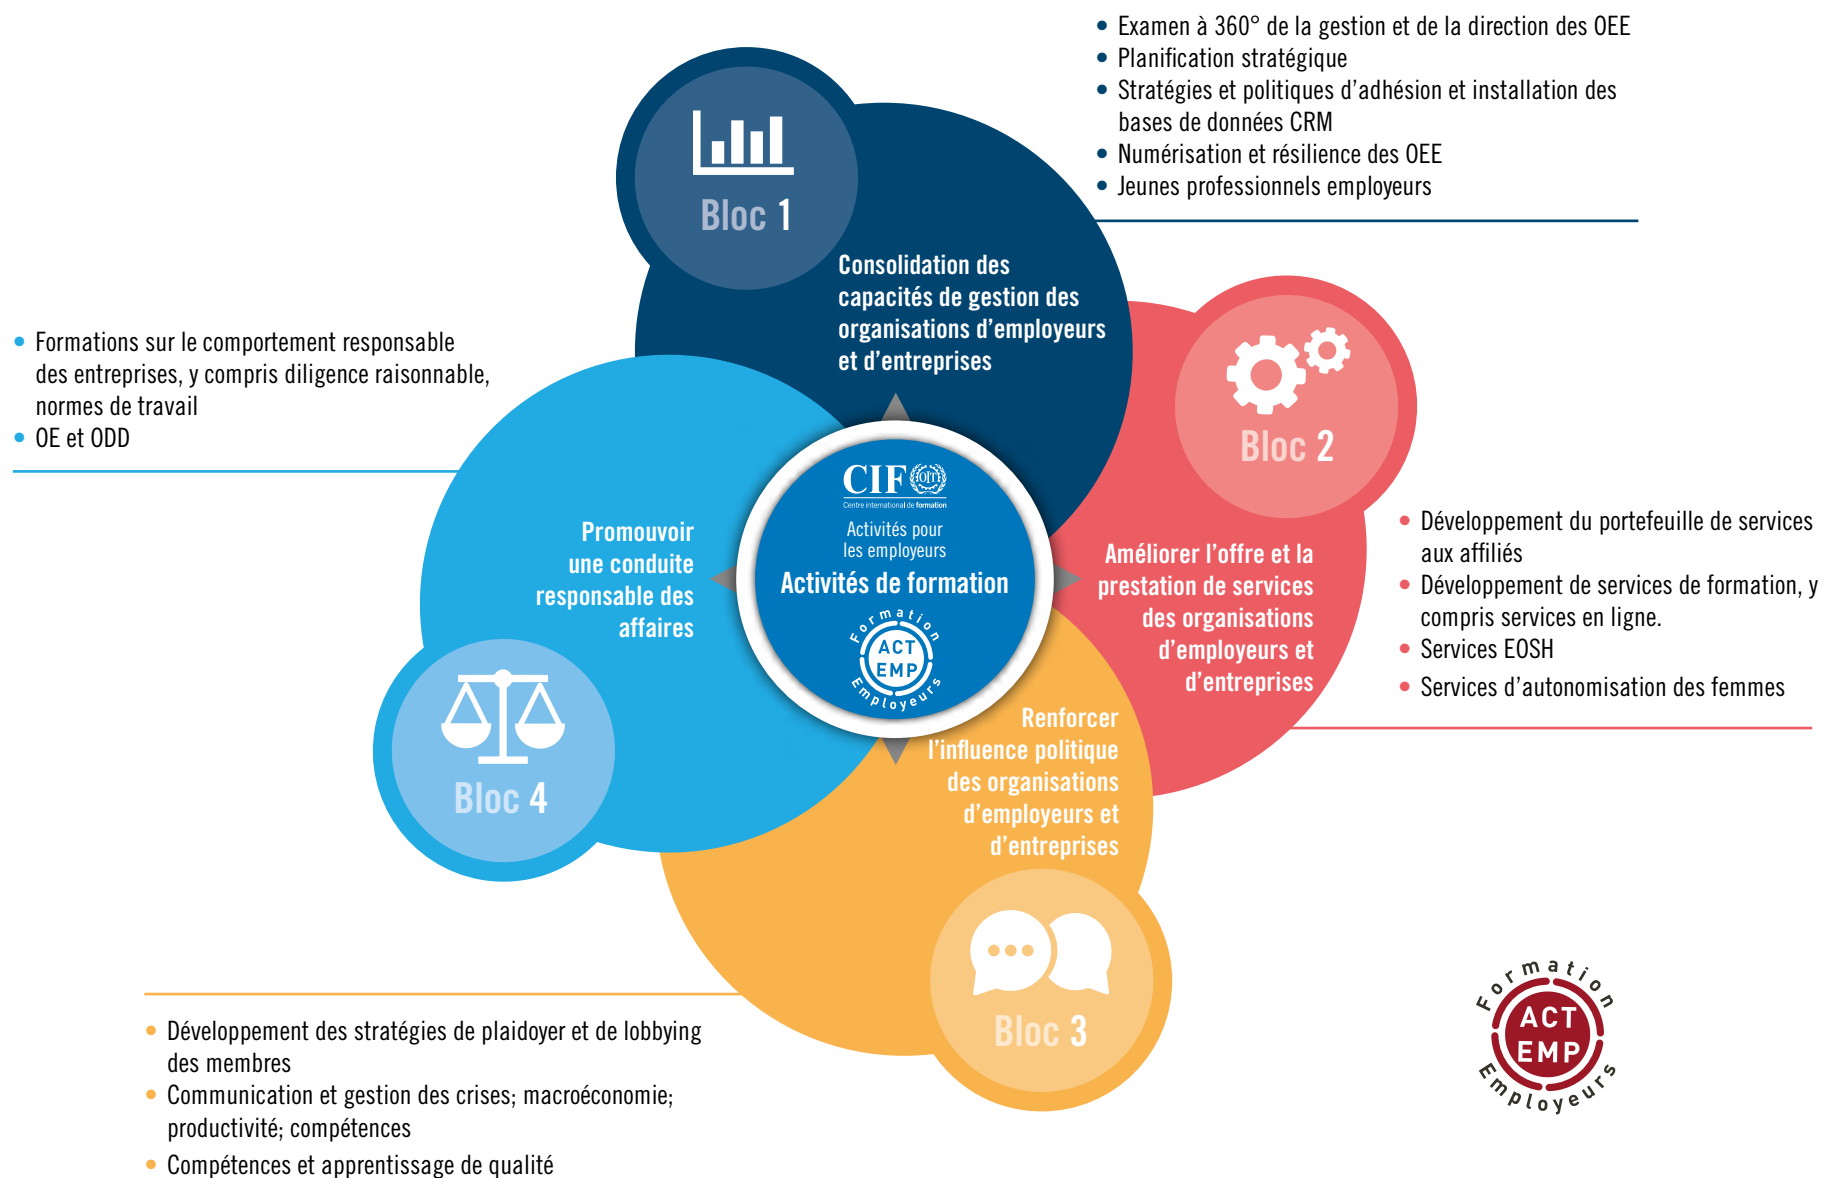 • Examen à 360° de la gestion et de la direction des OEE
• Planification stratégique
• Stratégies et politiques d'adhésion et installation des
bases de données CRM
• Numérisation et résilience des OEE
• Jeunes professionnels employeurs
Bloc 1
Consolidation des
capacités de gestion des
organisations d'employeurs
et d'entreprises
• Formations sur le comportement responsable
des entreprises, y compris diligence raisonnable,
normes de travail
• OE et ODD
Bloc 2
Améliorer l'offre et la
prestation de services
des organisations
d'employeurs et
d'entreprises
• Développement du portefeuille de services
aux affiliés
• Développement de services de formation, y
compris services en ligne.
• Services EOSH
• Services d'autonomisation des femmes
CIF OIT
Centre international de formation
Activités pour
les employeurs
Activités de formation
Formation
ACT
EMP
Employeurs
Promouvoir
une conduite
responsable des
affaires
Bloc 4
Renforcer
l'influence politique
des organisations
d'employeurs et
d'entreprises
Bloc 3
• Développement des stratégies de plaidoyer et de lobbying
des membres
• Communication et gestion des crises; macroéconomie;
productivité; compétences
• Compétences et apprentissage de qualité
Formation
ACT
EMP
Employeurs